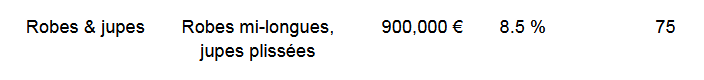 Robes & jupes Robes mi-longues, 900,000 € 8.5 % 75
jupes plissées